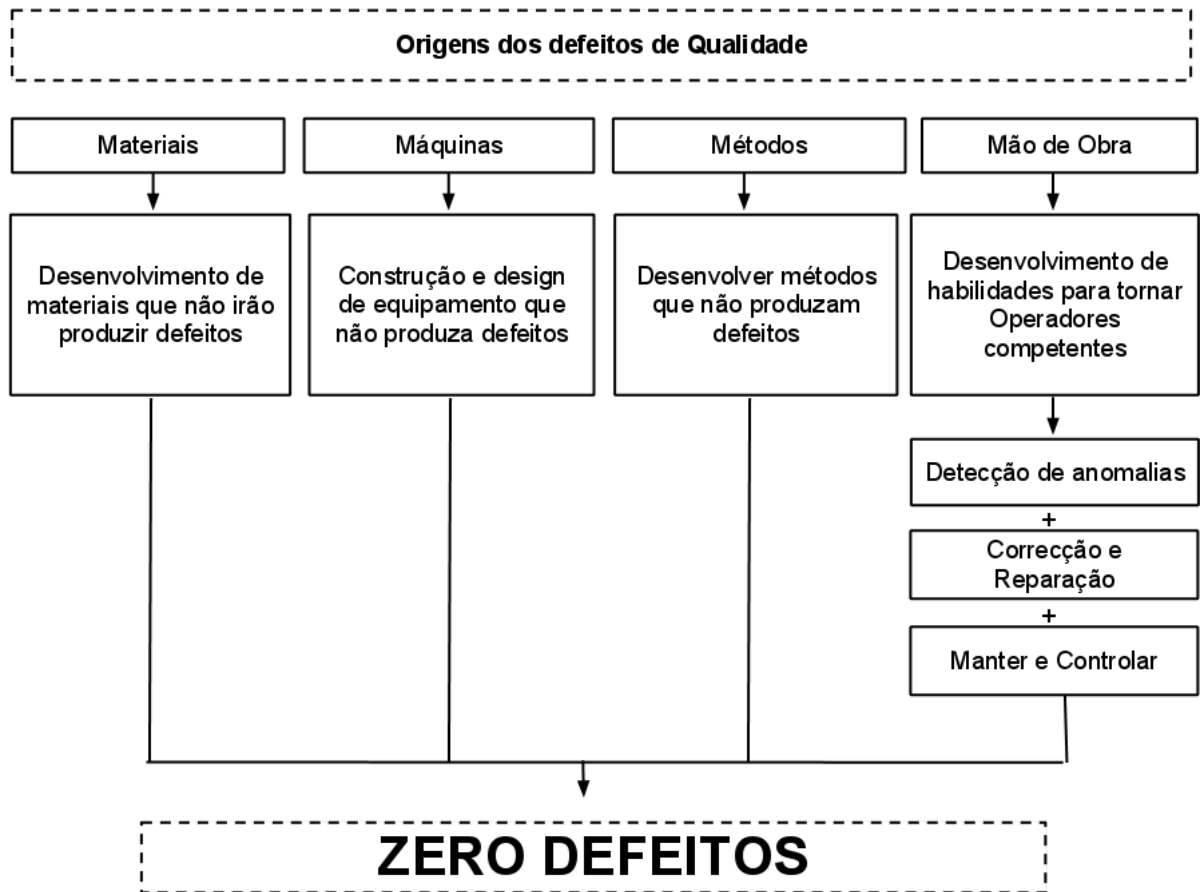 Origens dos defeitos de Qualidade
Materiais
Máquinas
Métodos
Mão de Obra
Desenvolvimento de
materiais que não irão
produzir defeitos
Construção e design
de equipamento que
não produza defeitos
Desenvolver métodos
que não produzam
defeitos
Desenvolvimento de
habilidades para tornar
Operadores
competentes
Detecção de anomalias
+
Correcção e
Reparação
+
Manter e Controlar
ZERO DEFEITOS